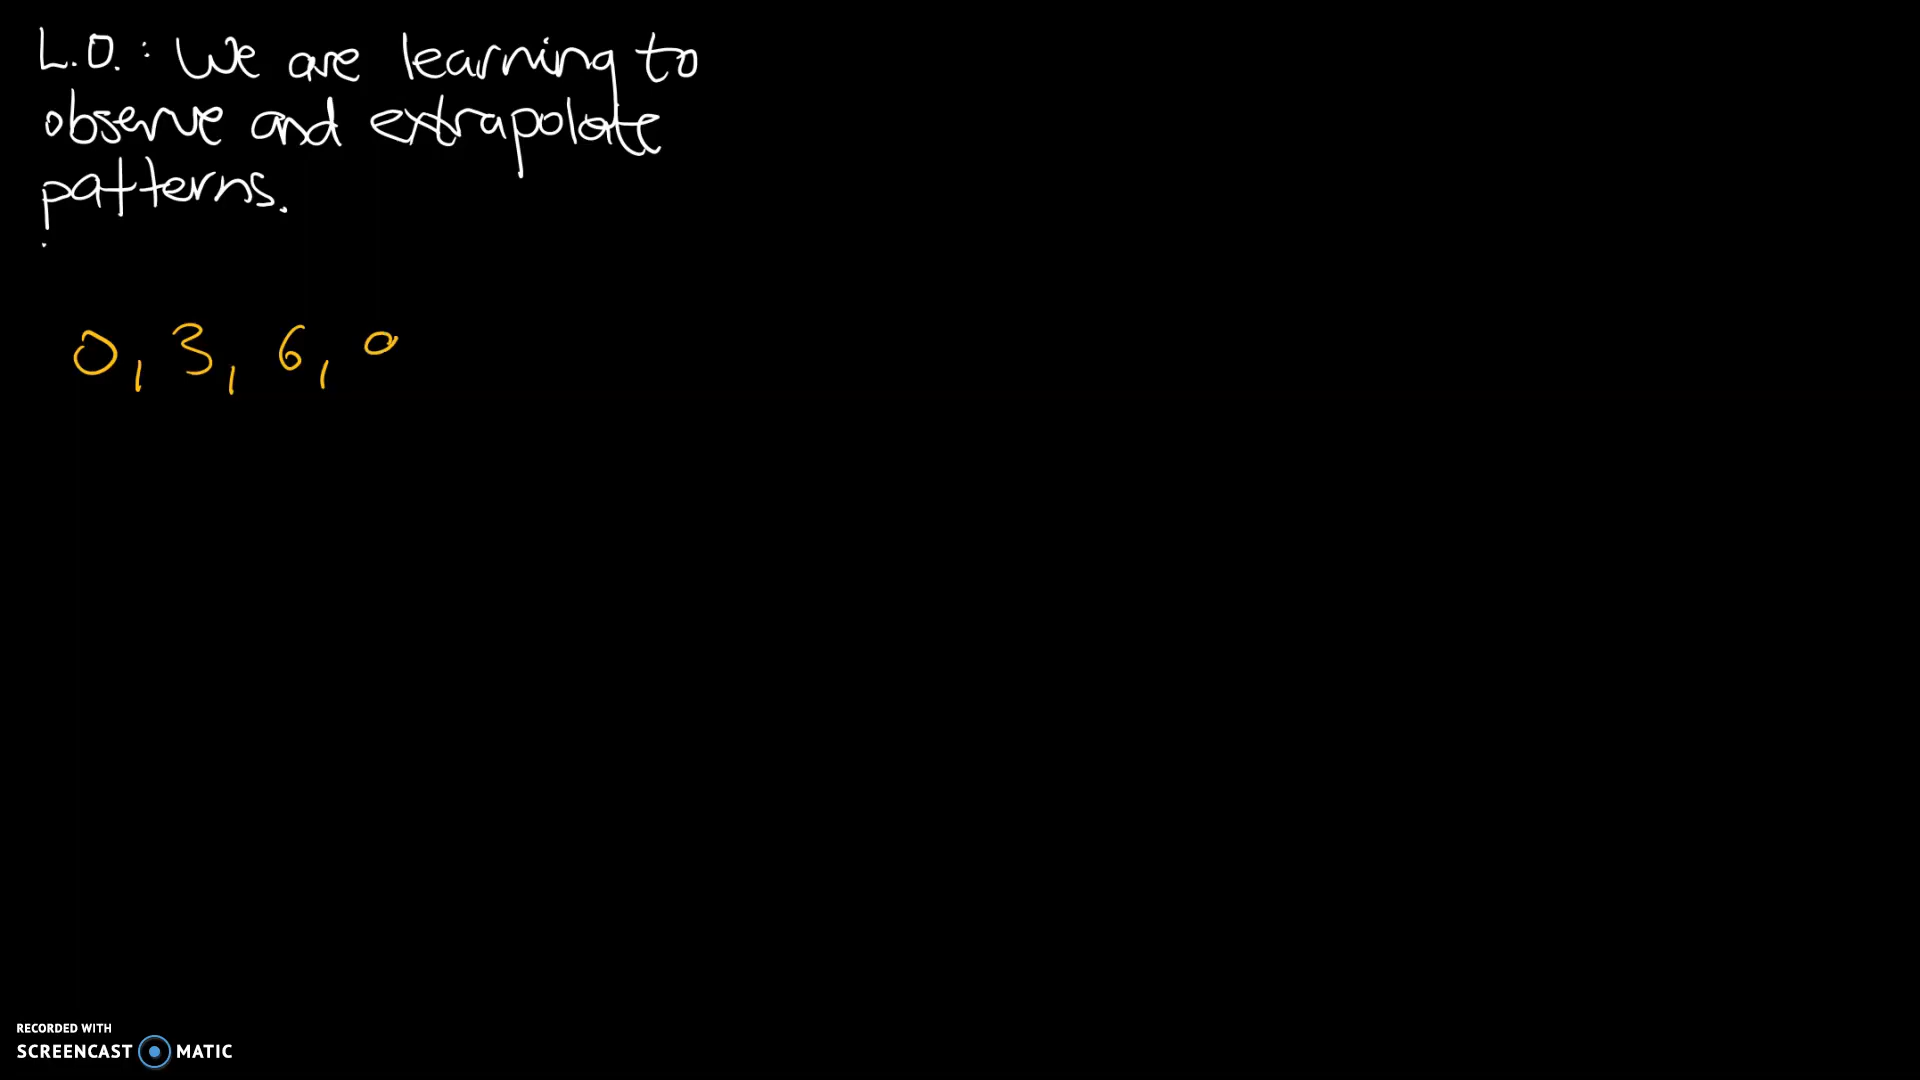 L.O.: We are learning to
observe and extrapolate
patterns.
0, 3, 6,
RECORDED WITH
SCREENCAST MATIC